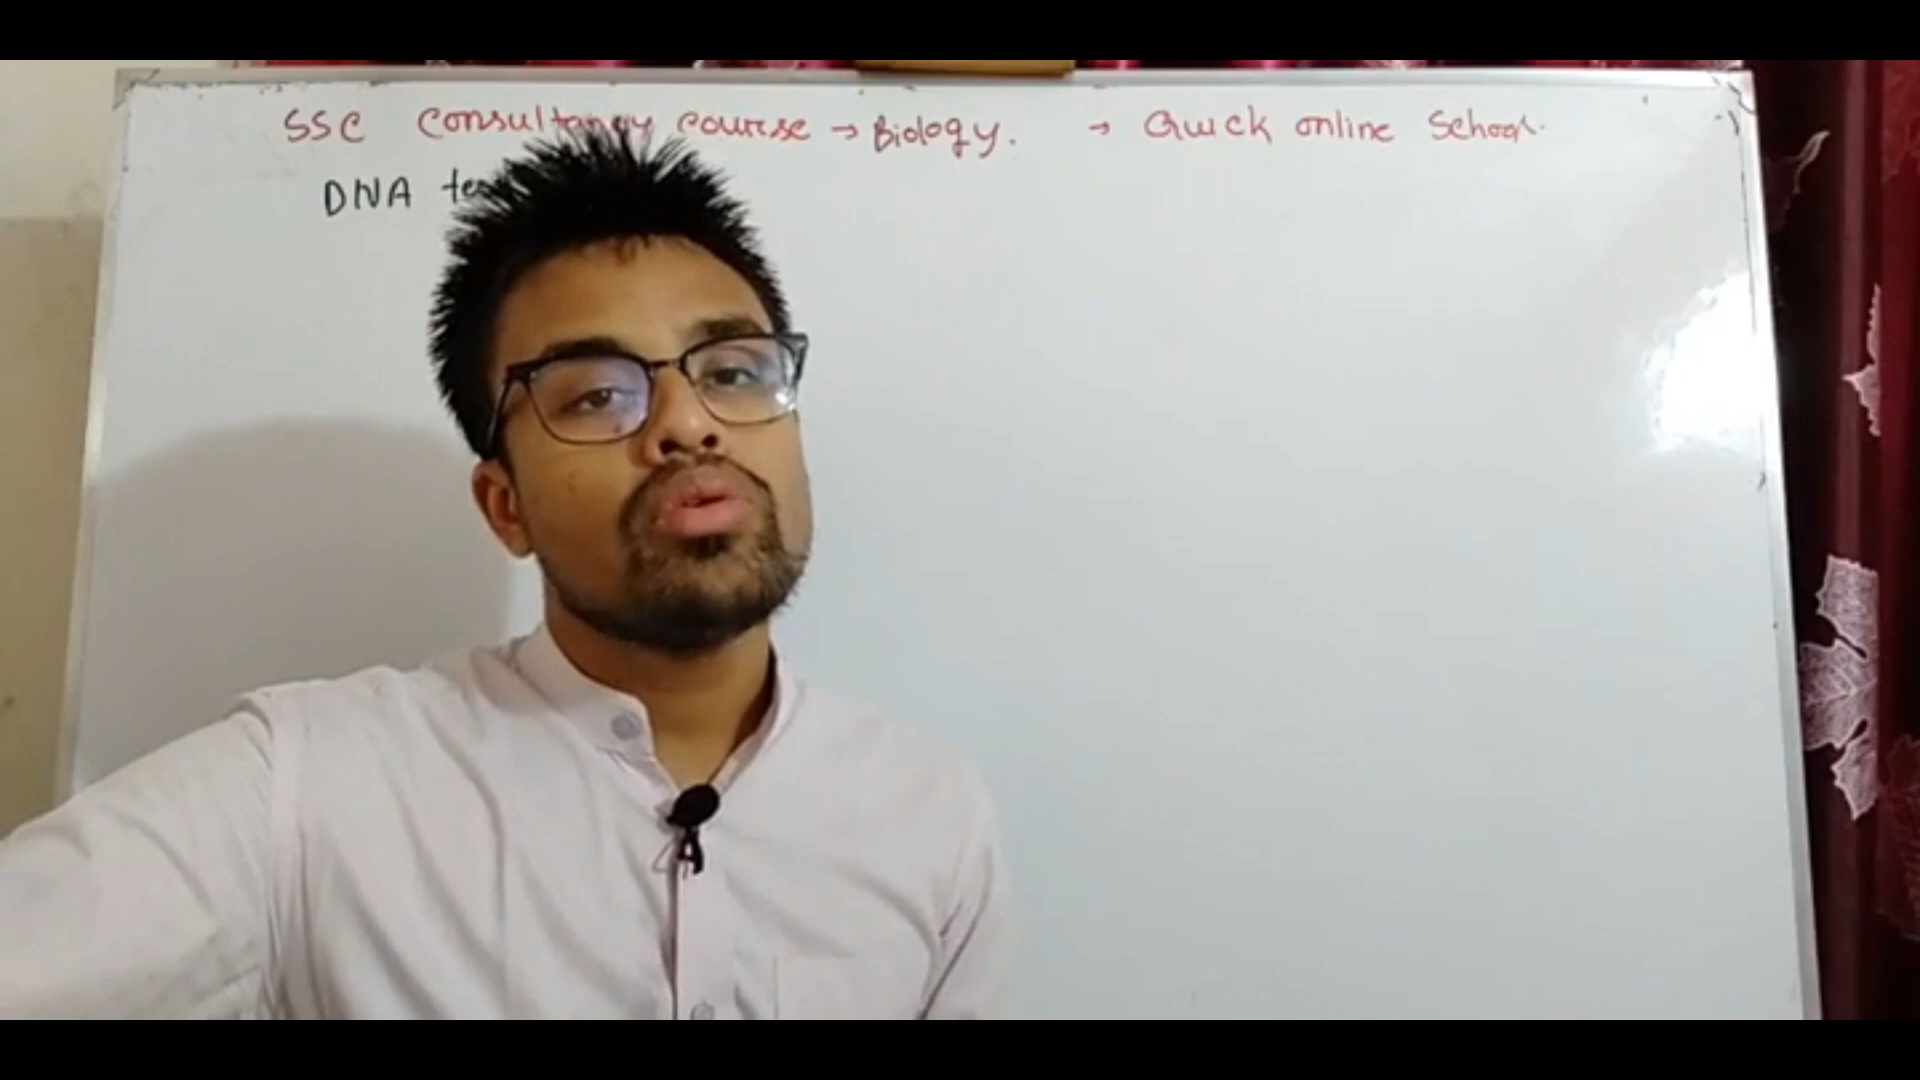 SSC Consultancy course → Biology. → Quick online School.
DNA